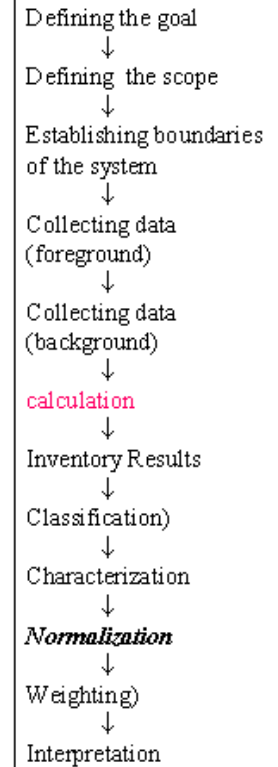 Defining the goal
↓
Defining the scope
↓
Establishing boundaries
of the system
↓
Collecting data
(foreground)
↓
Collecting data
(background)
↓
calculation
↓
Inventory Results
↓
Classification)
↓
Characterization
↓
Normalization
↓
Weighting)
↓
Interpretation